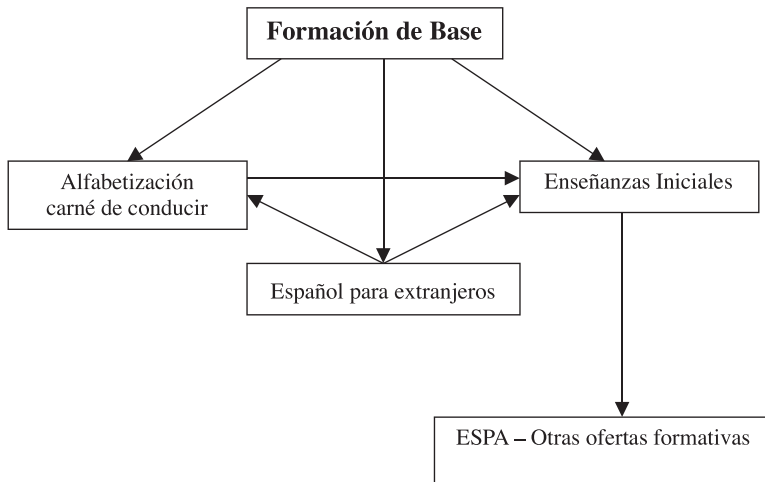 Formación de Base
Alfabetización
carné de conducir
Enseñanzas Iniciales
Español para extranjeros
ESPA – Otras ofertas formativas